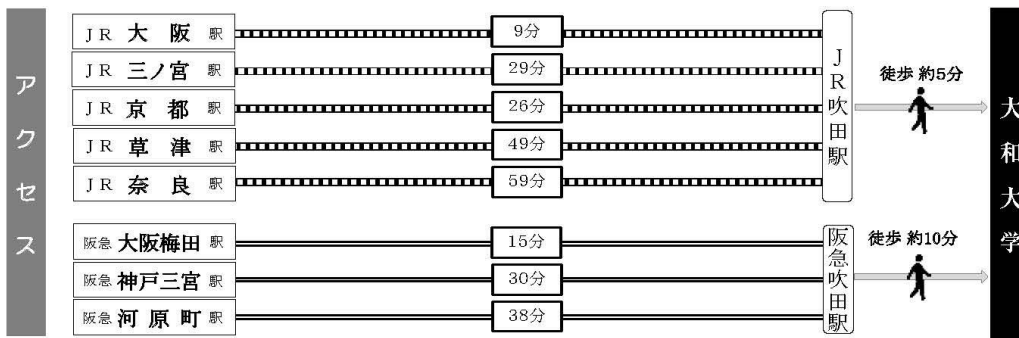 アクセス
JR 大阪 駅 9分
JR 三ノ宮 駅 29分
JR 京都 駅 26分
JR 草津 駅 49分
JR 奈良 駅 59分
JR吹田駅
徒歩 約5分
阪急 大阪梅田 駅 15分
阪急 神戸三宮 駅 30分
阪急 河原町 駅 38分
阪急吹田駅
徒歩 約10分
大和大学